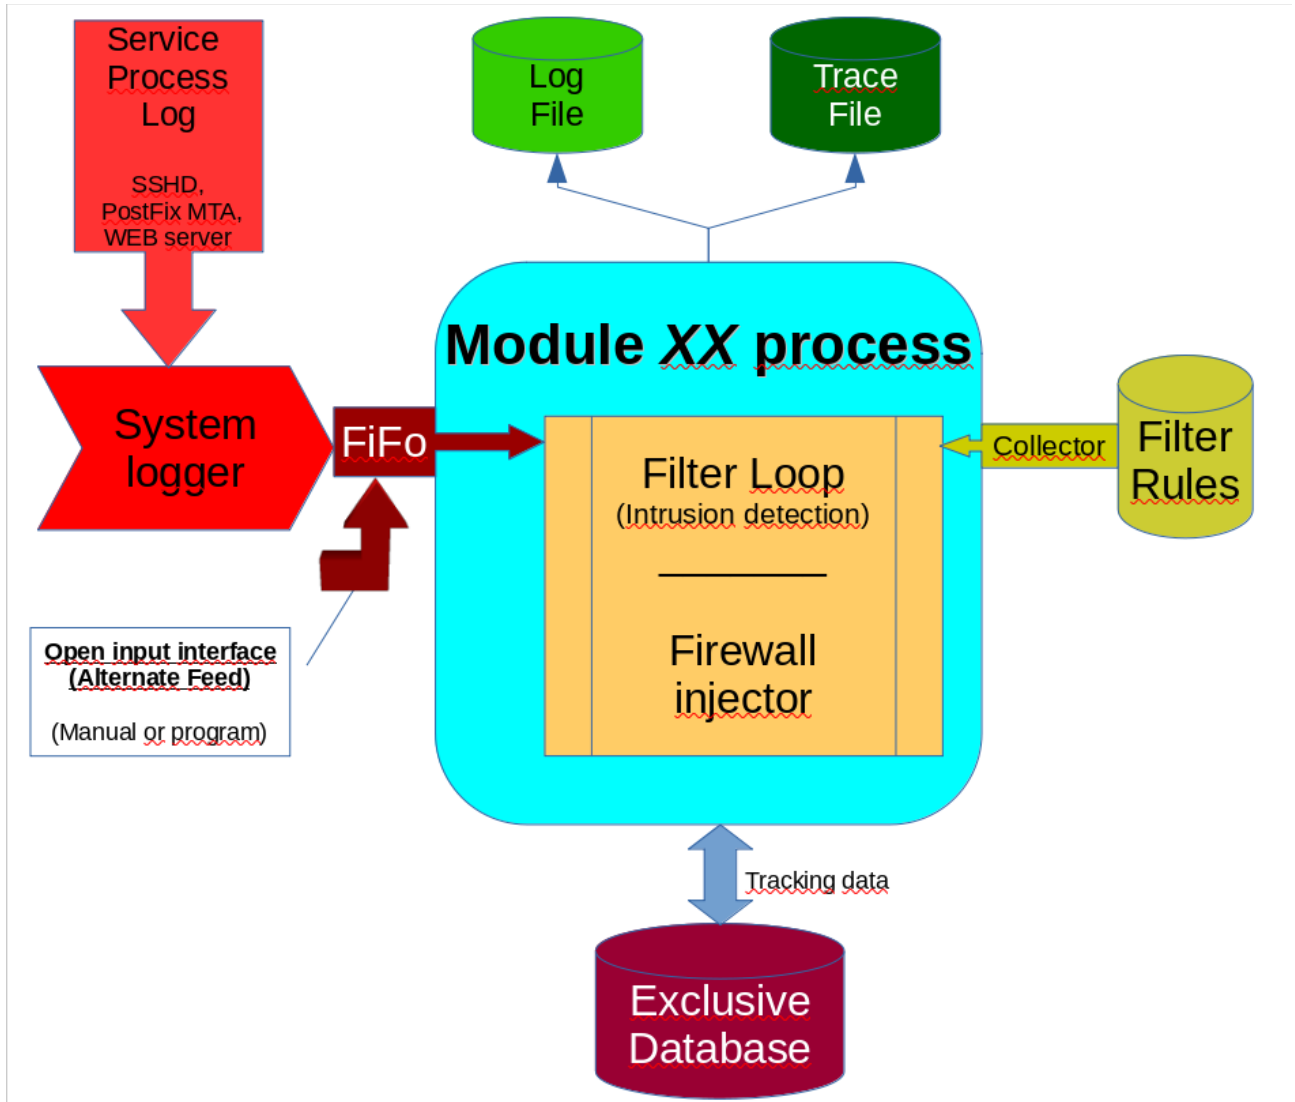 Service
Process
Log
SSHD,
PostFix MTA,
WEB server
Log
File
Trace
File
Module XX process
System
logger
FiFo
Filter Loop
(Intrusion detection)
Firewall
injector
Collector
Filter
Rules
Open input interface
(Alternate Feed)
(Manual or program)
Tracking data
Exclusive
Database